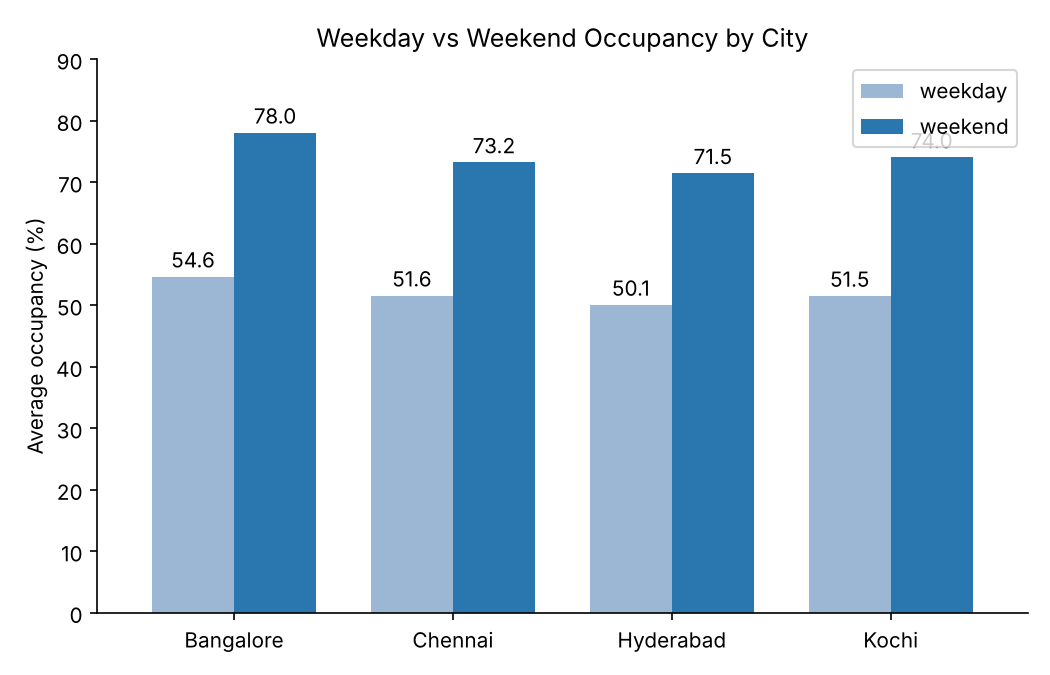 Weekday vs Weekend Occupancy by City
Average occupancy (%)
90
80
70
60
50
40
30
20
10
0
weekday
weekend
54.6
78.0
51.6
73.2
50.1
71.5
51.5
74.0
Bangalore
Chennai
Hyderabad
Kochi